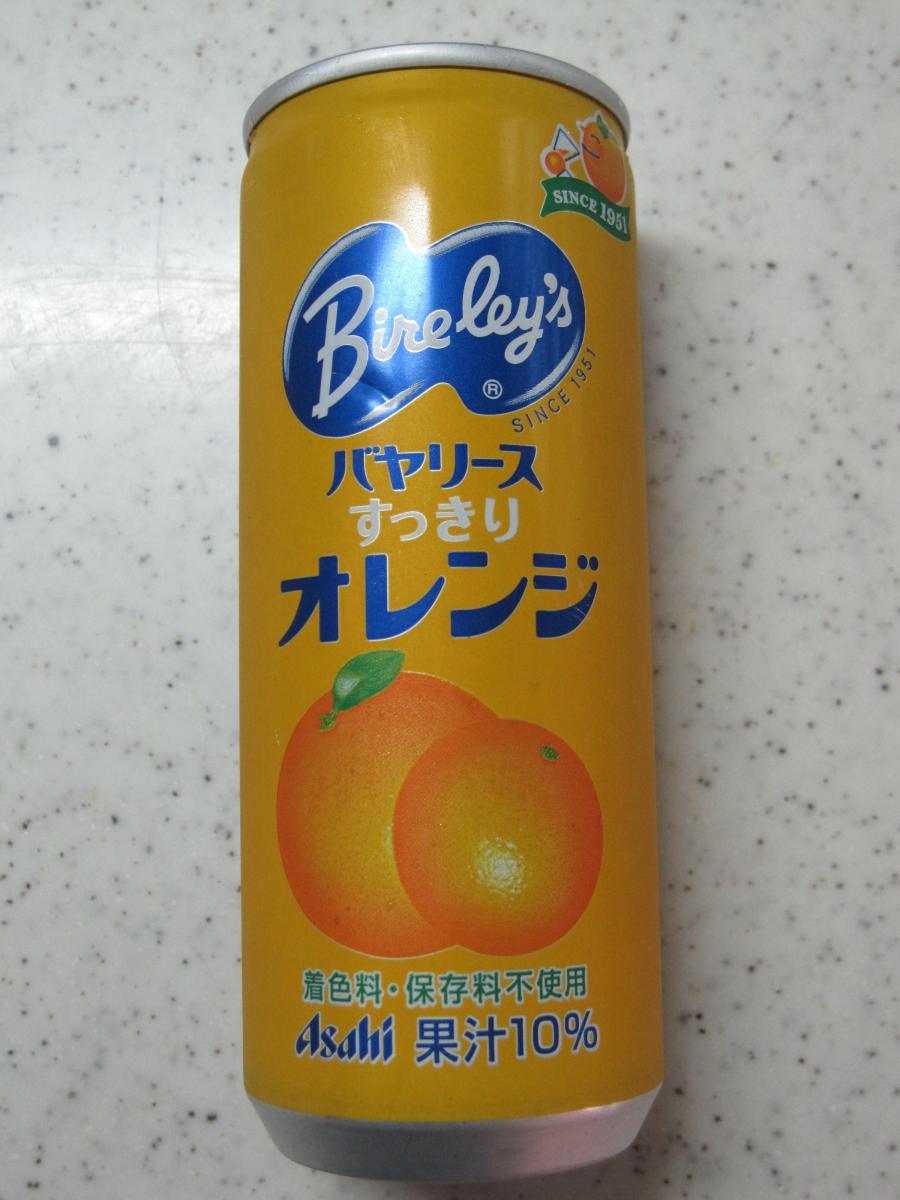 SINCE 1951
Bireley's
®
SINCE 1951
バヤリース
すっきり
オレンジ
着色料・保存料不使用
Asahi 果汁10%